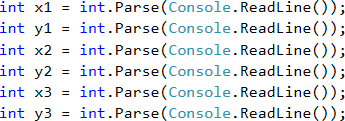 int x1 = int.Parse(Console.ReadLine());
int y1 = int.Parse(Console.ReadLine());
int x2 = int.Parse(Console.ReadLine());
int y2 = int.Parse(Console.ReadLine());
int x3 = int.Parse(Console.ReadLine());
int y3 = int.Parse(Console.ReadLine());